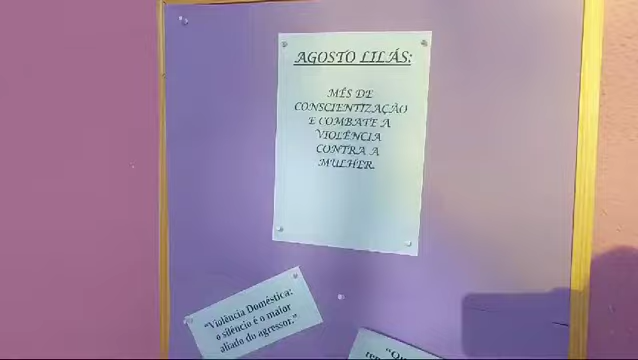 AGOSTO LILÁS:
MÊS DE
CONSCIENTIZAÇÃO
E COMBATE A
VIOLÊNCIA
CONTRA A
MULHER.
"Violência Doméstica:
o silêncio é o maior
aliado do agressor."